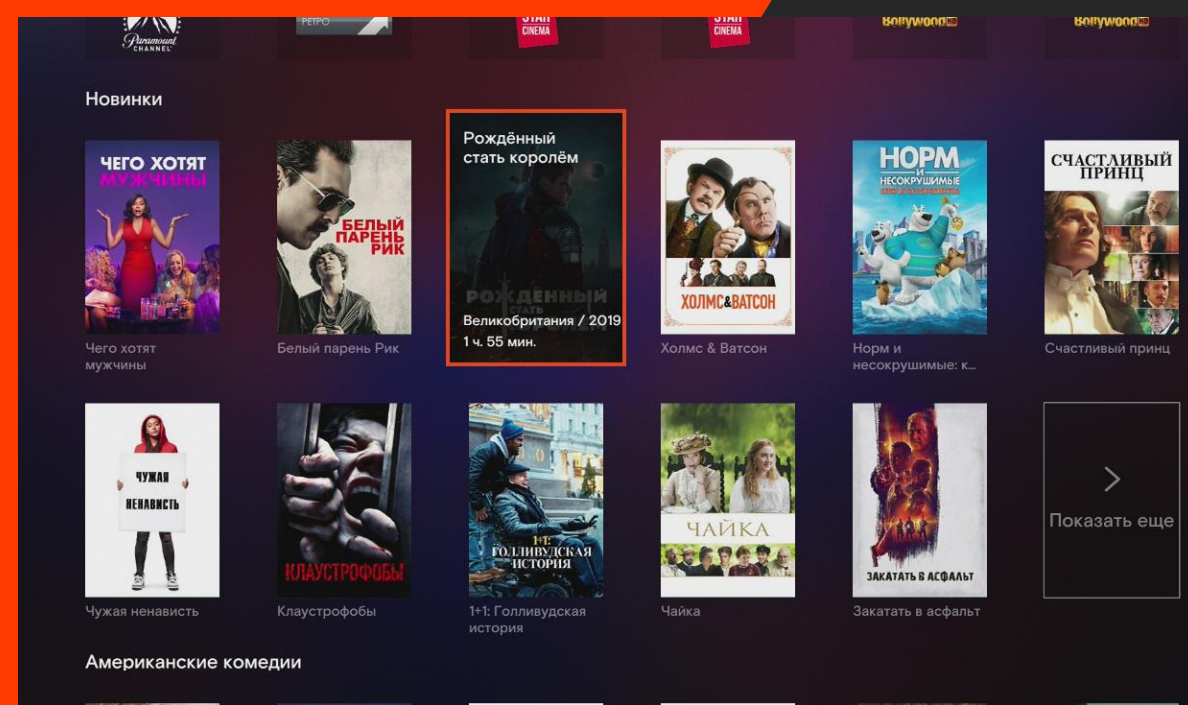 Paramount
CHANNEL
РЕТРО
STAR
CINEMA
STAR
CINEMA
Bollywood HD
Bollywood HD
Новинки
ЧЕГО ХОТЯТ
МУЖЧИНЫ
Чего хотят
мужчины
БЕЛЫЙ
ПАРЕНЬ
РИК
Белый парень Рик
Рождённый
стать королём
РОЖДЕННЫЙ
СТАТЬ
Великобритания / 2019
1 ч. 55 мин.
ХОЛМС&ВАТСОН
Холмс & Ватсон
НОРМ
И
НЕСОКРУШИМЫЕ
Норм и
несокрушимые: к...
СЧАСТЛИВЫЙ
ПРИНЦ
Счастливый принц
ЧУЖАЯ
НЕНАВИСТЬ
Чужая ненависть
КЛАУСТРОФОБЫ
Клаустрофобы
1+1:
ГОЛЛИВУДСКАЯ
ИСТОРИЯ
1+1: Голливудская
история
ЧАЙКА
Чайка
ЗАКАТАТЬ В АСФАЛЬТ
Закатать в асфальт
Показать еще
Американские комедии